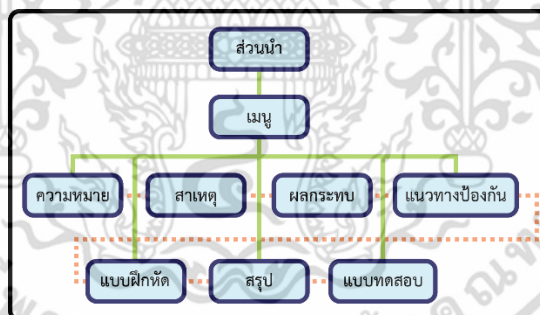 ส่วนนำ
เมนู
ความหมาย
สาเหตุ
ผลกระทบ
แนวทางป้องกัน
แบบฝึกหัด
สรุป
แบบทดสอบ